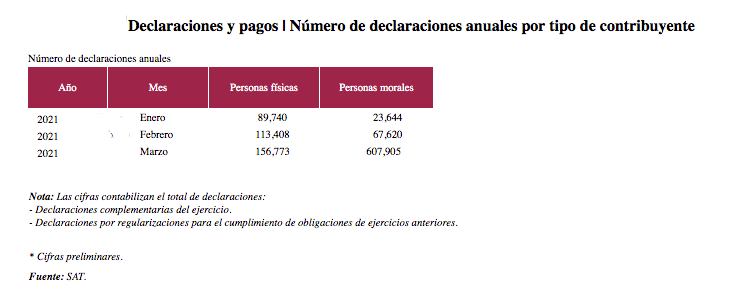 Declaraciones y pagos | Número de declaraciones anuales por tipo de contribuyente
Número de declaraciones anuales
Año Mes Personas físicas Personas morales
2021 Enero 89,740 23,644
2021 Febrero 113,408 67,620
2021 Marzo 156,773 607,905
Nota: Las cifras contabilizan el total de declaraciones:
- Declaraciones complementarias del ejercicio.
- Declaraciones por regularizaciones para el cumplimiento de obligaciones de ejercicios anteriores.
* Cifras preliminares.
Fuente: SAT.